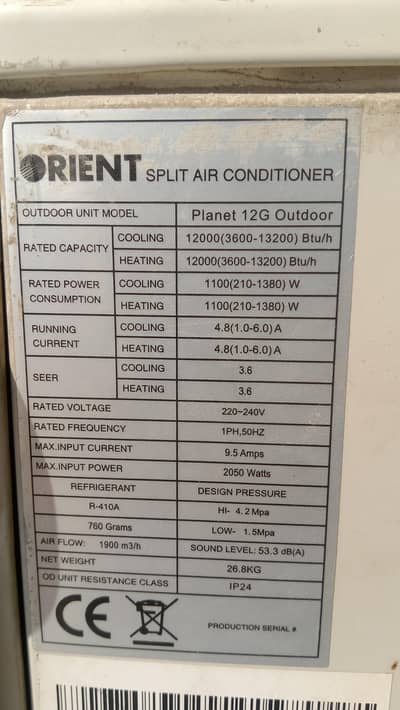 ORIENT SPLIT AIR CONDITIONER
OUTDOOR UNIT MODEL Planet 12G Outdoor
RATED CAPACITY COOLING 12000(3600-13200) Btu/h
HEATING 12000(3600-13200) Btu/h
RATED POWER CONSUMPTION COOLING 1100(210-1380) W
HEATING 1100(210-1380) W
RUNNING CURRENT COOLING 4.8(1.0-6.0) A
HEATING 4.8(1.0-6.0) A
SEER COOLING 3.6
HEATING 3.6
RATED VOLTAGE 220~240V
RATED FREQUENCY 1PH,50HZ
MAX.INPUT CURRENT 9.5 Amps
MAX.INPUT POWER 2050 Watts
REFRIGERANT DESIGN PRESSURE
R-410A HI- 4.2 Mpa
760 Grams LOW- 1.5Mpa
AIR FLOW: 1900 m3/h SOUND LEVEL: 53.3 dB(A)
NET WEIGHT 26.8KG
OD UNIT RESISTANCE CLASS IP24
CE PRODUCTION SERIAL #